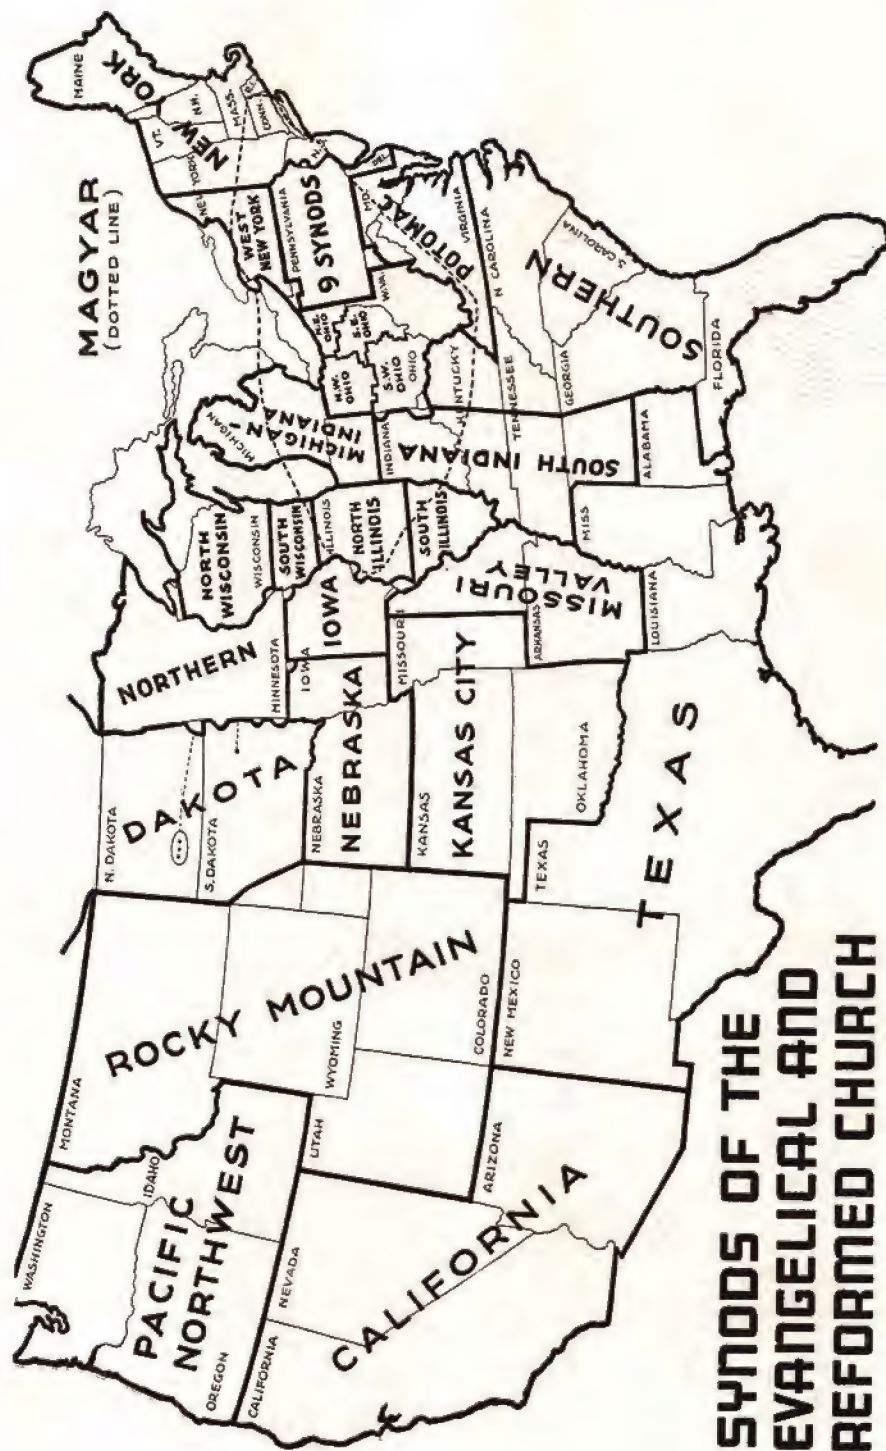 SYNODS OF THE
EVANGELICAL AND
REFORMED CHURCH
MAGYAR
(DOTTED LINE)
WASHINGTON
PACIFIC
NORTHWEST
OREGON
IDAHO
CALIFORNIA
NEVADA
CALIFORNIA
ARIZONA
UTAH
MONTANA
ROCKY MOUNTAIN
WYOMING
COLORADO
NEW MEXICO
N. DAKOTA
DAKOTA
S. DAKOTA
NEBRASKA
NEBRASKA
KANSAS
KANSAS CITY
OKLAHOMA
TEXAS
TEXAS
NORTHERN
MINNESOTA
IOWA
IOWA
MISSOURI
MISSOURI
VALLEY
ARKANSAS
LOUISIANA
NORTH
WISCONSIN
WISCONSIN
SOUTH
WISCONSIN
ILLINOIS
NORTH
ILLINOIS
SOUTH
ILLINOIS
MICHIGAN
MICHIGAN-
INDIANA
INDIANA
SOUTH INDIANA
KENTUCKY
TENNESSEE
MISS
ALABAMA
N.W.
OHIO
N.E.
OHIO
S.W.
OHIO
S.E.
OHIO
OHIO
W.VA.
GEORGIA
FLORIDA
SOUTHERN
S. CAROLINA
N CAROLINA
VIRGINIA
POTOMAC
MD.
DEL.
PENNSYLVANIA
9 SYNODS
WEST
NEW YORK
NEW YORK
NEW YORK
N.J.
VT.
N.H.
MASS.
CONN.
R.I.
MAINE